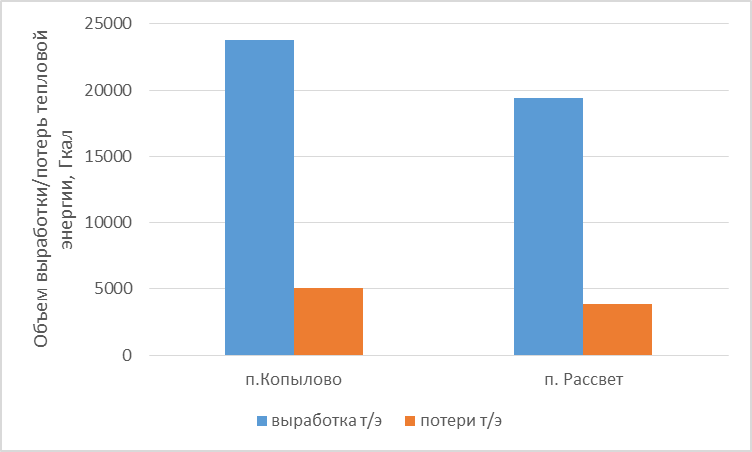 Объем выработки/потерь тепловой
энергии, Гкал
25000
20000
15000
10000
5000
0
п.Копылово
п. Рассвет
выработка т/э
потери т/э